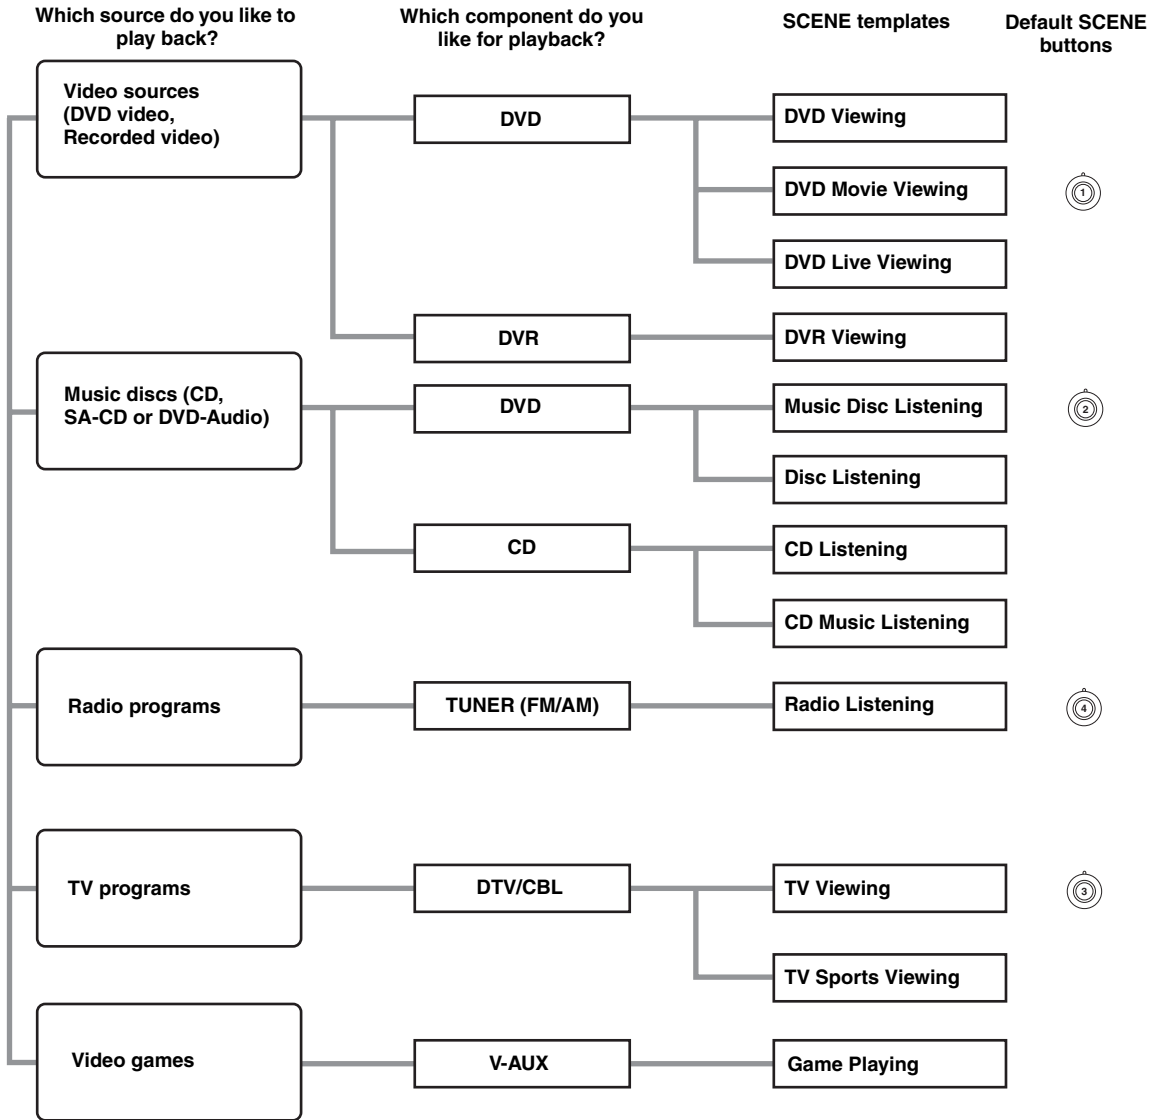 Which source do you like to
play back?
Which component do you
like for playback?
SCENE templates
Default SCENE
buttons
Video sources
(DVD video,
Recorded video)
DVD
DVD Viewing
DVD Movie Viewing
1
DVD Live Viewing
DVR
DVR Viewing
Music discs (CD,
SA-CD or DVD-Audio)
DVD
Music Disc Listening
2
Disc Listening
CD
CD Listening
CD Music Listening
Radio programs
TUNER (FM/AM)
Radio Listening
4
TV programs
DTV/CBL
TV Viewing
3
TV Sports Viewing
Video games
V-AUX
Game Playing